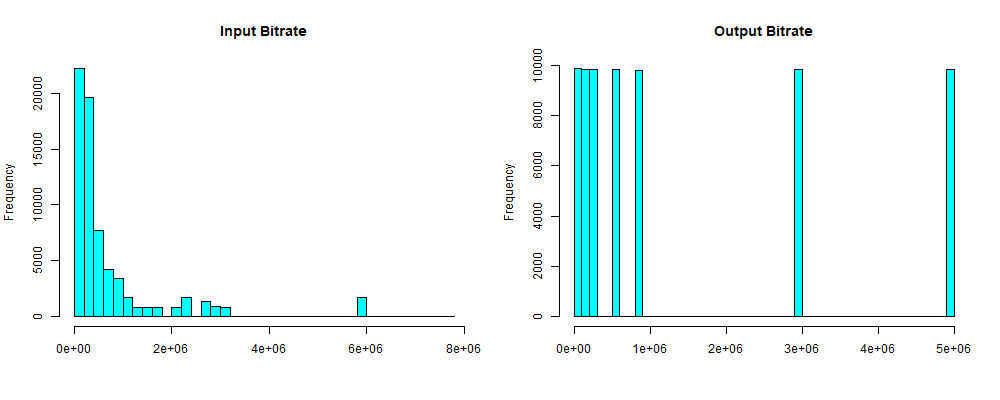 Input Bitrate
Frequency
20000
15000
10000
5000
0
0e+00 2e+06 4e+06 6e+06 8e+06
Output Bitrate
Frequency
10000
8000
6000
4000
2000
0
0e+00 1e+06 2e+06 3e+06 4e+06 5e+06